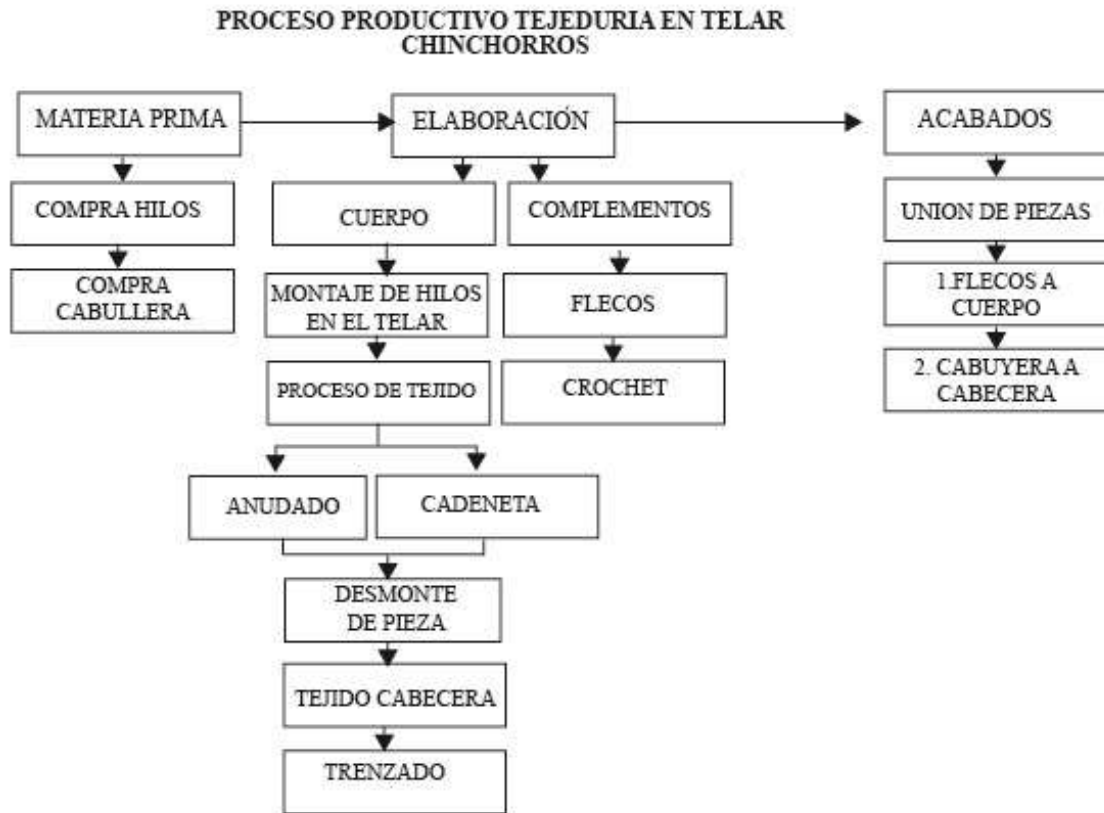 PROCESO PRODUCTIVO TEJEDURIA EN TELAR
CHINCHORROS
MATERIA PRIMA
ELABORACIÓN
ACABADOS
COMPRA HILOS
CUERPO
COMPLEMENTOS
UNION DE PIEZAS
COMPRA
CABULLERA
MONTAJE DE HILOS
EN EL TELAR
FLECOS
1.FLECOS A
CUERPO
PROCESO DE TEJIDO
CROCHET
2. CABUYERA A
CABECERA
ANUDADO
CADENETA
DESMONTE
DE PIEZA
TEJIDO CABECERA
TRENZADO